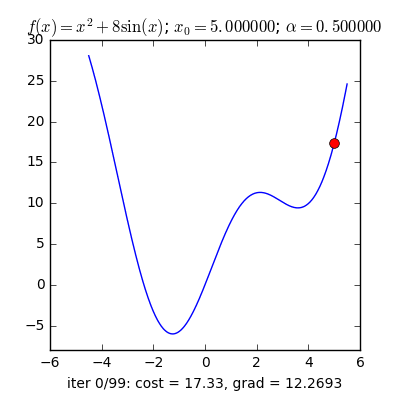 f(x) = x² + 8sin(x); x₀ = 5.000000; α = 0.500000
30
25
20
15
10
5
0
−5
−6 −4 −2 0 2 4 6
iter 0/99: cost = 17.33, grad = 12.2693